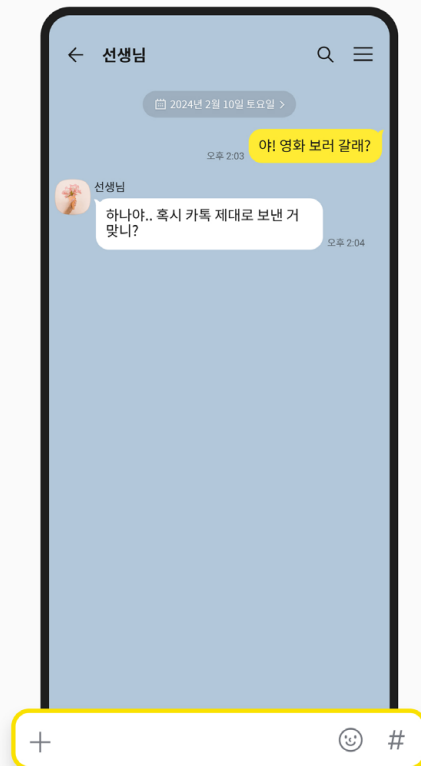 선생님
2024년 2월 10일 토요일 >
야! 영화 보러 갈래?
오후 2:03
선생님
하나야.. 혹시 카톡 제대로 보낸 거
맞니?
오후 2:04
#